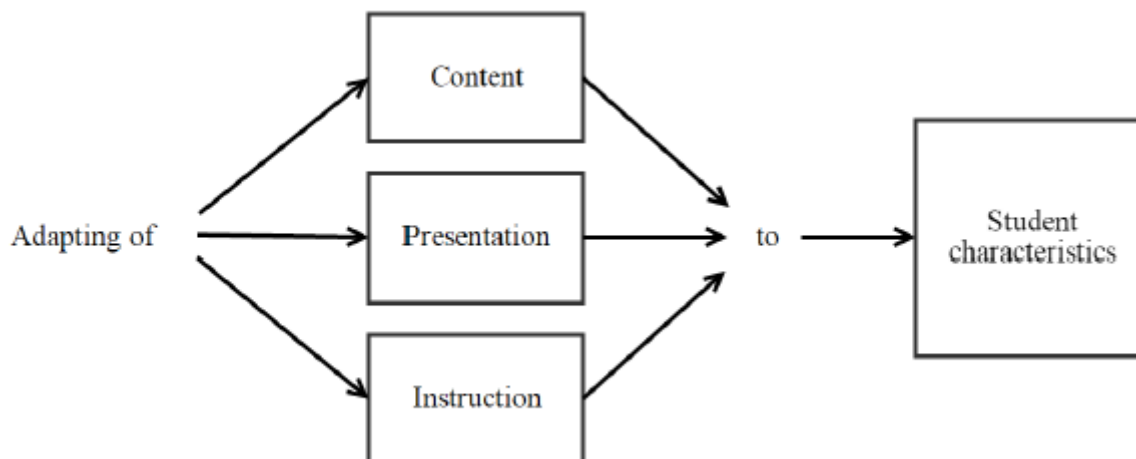 Content
Adapting of
Presentation
to
Student
characteristics
Instruction